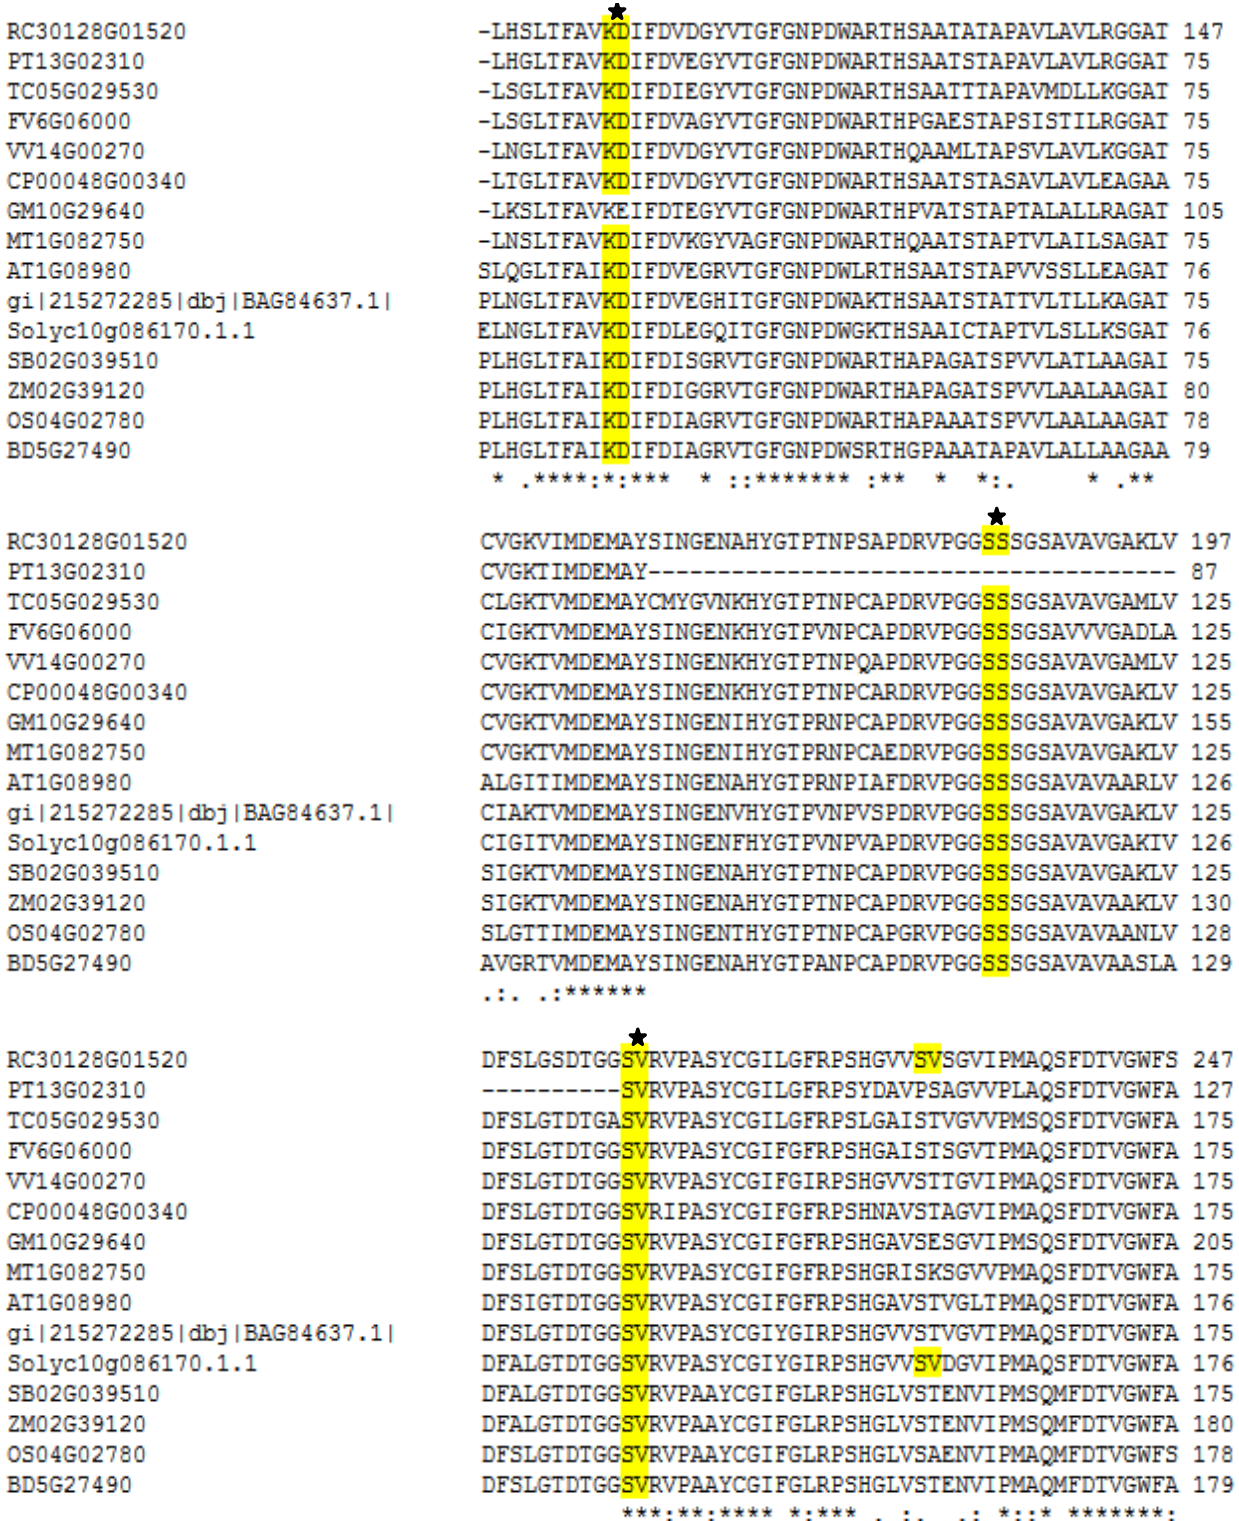 ★
RC30128G01520 -LHSLTFAVKDIFDVDGYVTGFGNPDWARTHSAATATAPAVLAVLRGGAT 147
PT13G02310 -LHGLTFAVKDIFDVEGYVTGFGNPDWARTHSAATSTAPAVLAVLRGGAT 75
TC05G029530 -LSGLTFAVKDIFDIEGYVTGFGNPDWARTHSAATTTAPAVMDLLKGGAT 75
FV6G06000 -LSGLTFAVKDIFDVAGYVTGFGNPDWARTHPGAESTAPSISTILRGGAT 75
VV14G00270 -LNGLTFAVKDIFDVDGYVTGFGNPDWARTHQAAMLTAPSVLAVLKGGAT 75
CP00048G00340 -LTGLTFAVKDIFDVDGYVTGFGNPDWARTHSAATSTASAVLAVLEAGAA 75
GM10G29640 -LKSLTFAVKEIFDTEGYVTGFGNPDWARTHPVATSTAPTALALLRAGAT 105
MT1G082750 -LNSLTFAVKDIFDVKGYVAGFGNPDWARTHQAATSTAPTVLAILSAGAT 75
AT1G08980 SLQGLTFAIKDIFDVEGRVTGFGNPDWLRTHSAATSTAPVVSSLLEAGAT 76
gi|215272285|dbj|BAG84637.1| PLNGLTFAVKDIFDVEGHITGFGNPDWAKTHSAATSTATTVLTLLKAGAT 75
Solyc10g086170.1.1 ELNGLTFAVKDIFDLEGQITGFGNPDWGKTHSAAICTAPTVLSLLKSGAT 76
SB02G039510 PLHGLTFAIKDIFDISGRVTGFGNPDWARTHAPAGATSPVVLATLAAGAI 75
ZM02G39120 PLHGLTFAIKDIFDIGGRVTGFGNPDWARTHAPAGATSPVVLAALAAGAI 80
OS04G02780 PLHGLTFAIKDIFDIAGRVTGFGNPDWARTHAPAAATSPVVLAALAAGAT 78
BD5G27490 PLHGLTFAIKDIFDIAGRVTGFGNPDWSRTHGPAAATAPAVLALLAAGAA 79
* .****:*:***  * ::******* :**  *  *:.     * .**
★
RC30128G01520 CVGKVIMDEMAYSINGENAHYGTPTNPSAPDRVPGGSSSGSAVAVGAKLV 197
PT13G02310 CVGKTIMDEMAY-------------------------------------- 87
TC05G029530 CLGKTVMDEMAYCMYGVNKHYGTPTNPCAPDRVPGGSSSGSAVAVGAMLV 125
FV6G06000 CIGKTVMDEMAYSINGENKHYGTPVNPCAPDRVPGGSSSGSAVVVGADLA 125
VV14G00270 CVGKTVMDEMAYSINGENKHYGTPTNPQAPDRVPGGSSSGSAVAVGAMLV 125
CP00048G00340 CVGKTVMDEMAYSINGENKHYGTPTNPCARDRVPGGSSSGSAVAVGAKLV 125
GM10G29640 CVGKTVMDEMAYSINGENIHYGTPRNPCAPDRVPGGSSSGSAVAVGAKLV 155
MT1G082750 CVGKTVMDEMAYSINGENIHYGTPRNPCAEDRVPGGSSSGSAVAVGAKLV 125
AT1G08980 ALGITIMDEMAYSINGENAHYGTPRNPIAFDRVPGGSSSGSAVAVAARLV 126
gi|215272285|dbj|BAG84637.1| CIAKTVMDEMAYSINGENVHYGTPVNPVSPDRVPGGSSSGSAVAVGAKLV 125
Solyc10g086170.1.1 CIGITVMDEMAYSINGENFHYGTPVNPVAPDRVPGGSSSGSAVAVGAKIV 126
SB02G039510 SIGKTVMDEMAYSINGENAHYGTPTNPCAPDRVPGGSSSGSAVAVGAKLV 125
ZM02G39120 SIGKTVMDEMAYSINGENAHYGTPTNPCAPDRVPGGSSSGSAVAVAAKLV 130
OS04G02780 SLGTTIMDEMAYSINGENTHYGTPTNPCAPGRVPGGSSSGSAVAVAANLV 128
BD5G27490 AVGRTVMDEMAYSINGENAHYGTPANPCAPDRVPGGSSSGSAVAVAASLA 129
.:. .:******
★
RC30128G01520 DFSLGSDTGGSVRVPASYCGILGFRPSHGVVSVSGVIPMAQSFDTVGWFS 247
PT13G02310 ----------SVRVPASYCGILGFRPSYDAVPSAGVVPLAQSFDTVGWFA 127
TC05G029530 DFSLGTDTGASVRVPASYCGILGFRPSLGAISTVGVVPMSQSFDTVGWFA 175
FV6G06000 DFSLGTDTGGSVRVPASYCGILGFRPSHGAISTSGVTPMAQSFDTVGWFA 175
VV14G00270 DFSLGTDTGGSVRVPASYCGIFGIRPSHGVVSTTGVIPMAQSFDTVGWFA 175
CP00048G00340 DFSLGTDTGGSVRIPASYCGIFGFRPSHNAVSTAGVIPMAQSFDTVGWFA 175
GM10G29640 DFSLGTDTGGSVRVPASYCGIFGFRPSHGAVSESGVIPMSQSFDTVGWFA 205
MT1G082750 DFSLGTDTGGSVRVPASYCGIFGFRPSHGRISKSGVVPMAQSFDTVGWFA 175
AT1G08980 DFSIGTDTGGSVRVPASYCGIFGFRPSHGAVSTVGLTPMAQSFDTVGWFA 176
gi|215272285|dbj|BAG84637.1| DFSLGTDTGGSVRVPASYCGIYGIRPSHGVVSTVGVTPMAQSFDTVGWFA 175
Solyc10g086170.1.1 DFALGTDTGGSVRVPASYCGIYGIRPSHGVVSVDGVIPMAQSFDTVGWFA 176
SB02G039510 DFALGTDTGGSVRVPAAYCGIFGLRPSHGLVSTENVIPMSQMFDTVGWFA 175
ZM02G39120 DFALGTDTGGSVRVPAAYCGIFGLRPSHGLVSTENVIPMSQMFDTVGWFA 180
OS04G02780 DFSLGTDTGGSVRVPAAYCGIFGLRPSHGLVSAENVIPMAQMFDTVGWFS 178
BD5G27490 DFSLGTDTGGSVRVPAAYCGIFGLRPSHGLVSTENVIPMAQMFDTVGWFA 179
***:**:**** *:*** . :.  .: *::* *******: